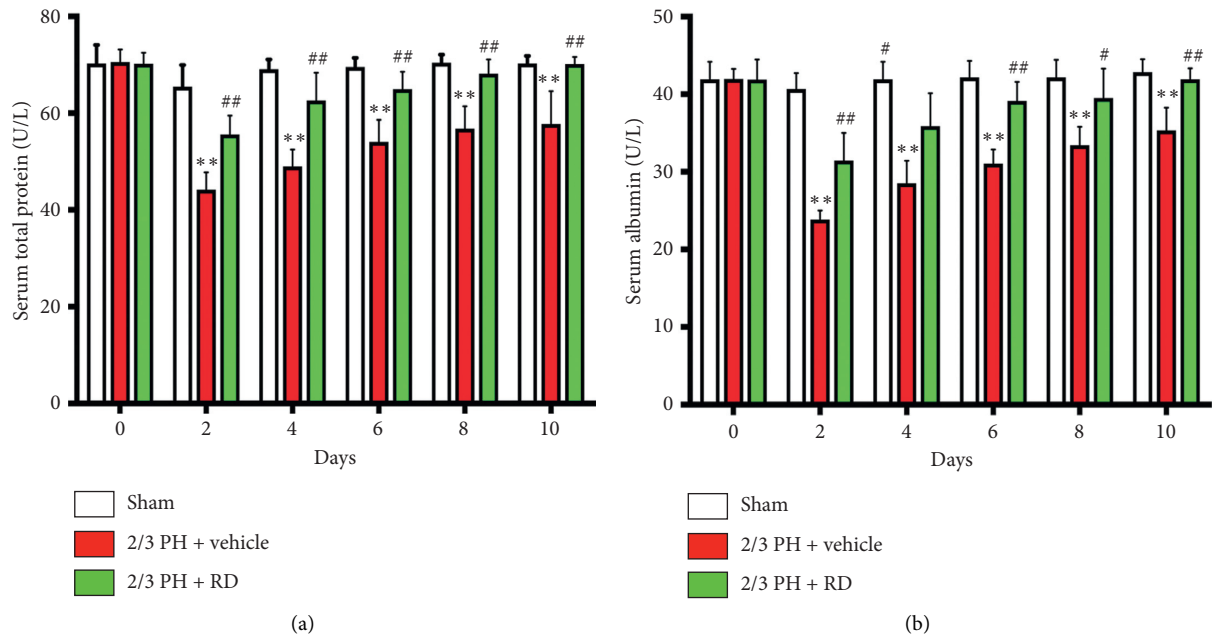 80
60
40
20
0
Serum total protein (U/L)
** ## ** ## ** ## ** ## ** ##
0 2 4 6 8 10
Days
Sham
2/3 PH + vehicle
2/3 PH + RD
(a)
50
40
30
20
10
0
Serum albumin (U/L)
** ## # ** ** ## ** # ** ##
0 2 4 6 8 10
Days
Sham
2/3 PH + vehicle
2/3 PH + RD
(b)